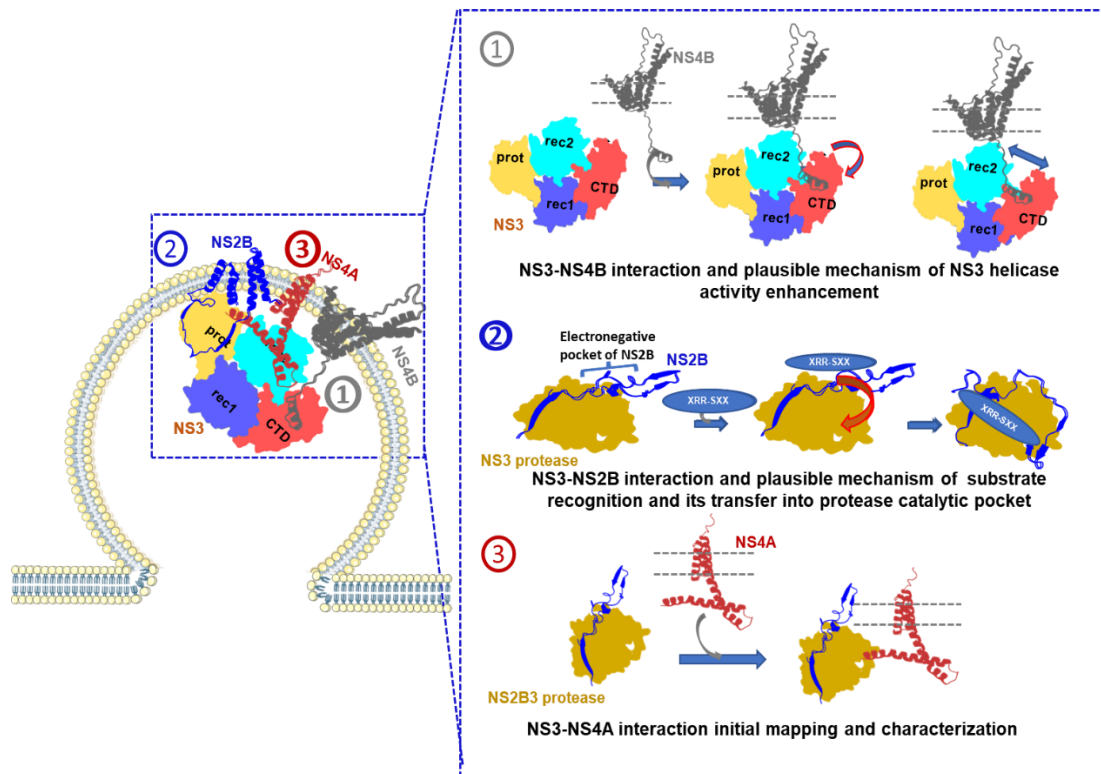 2
NS2B
3
NS4A
prot
rec1
CTD
NS3
NS4B
1
1
NS4B
prot
rec2
rec1
CTD
NS3
prot
rec2
rec1
CTD
prot
rec2
rec1
CTD
NS3-NS4B interaction and plausible mechanism of NS3 helicase
activity enhancement
2
Electronegative
pocket of NS2B
NS2B
XRR-SXX
XRR-SXX
XRR-SXX
NS3 protease
NS3-NS2B interaction and plausible mechanism of substrate
recognition and its transfer into protease catalytic pocket
3
NS4A
NS2B3 protease
NS3-NS4A interaction initial mapping and characterization